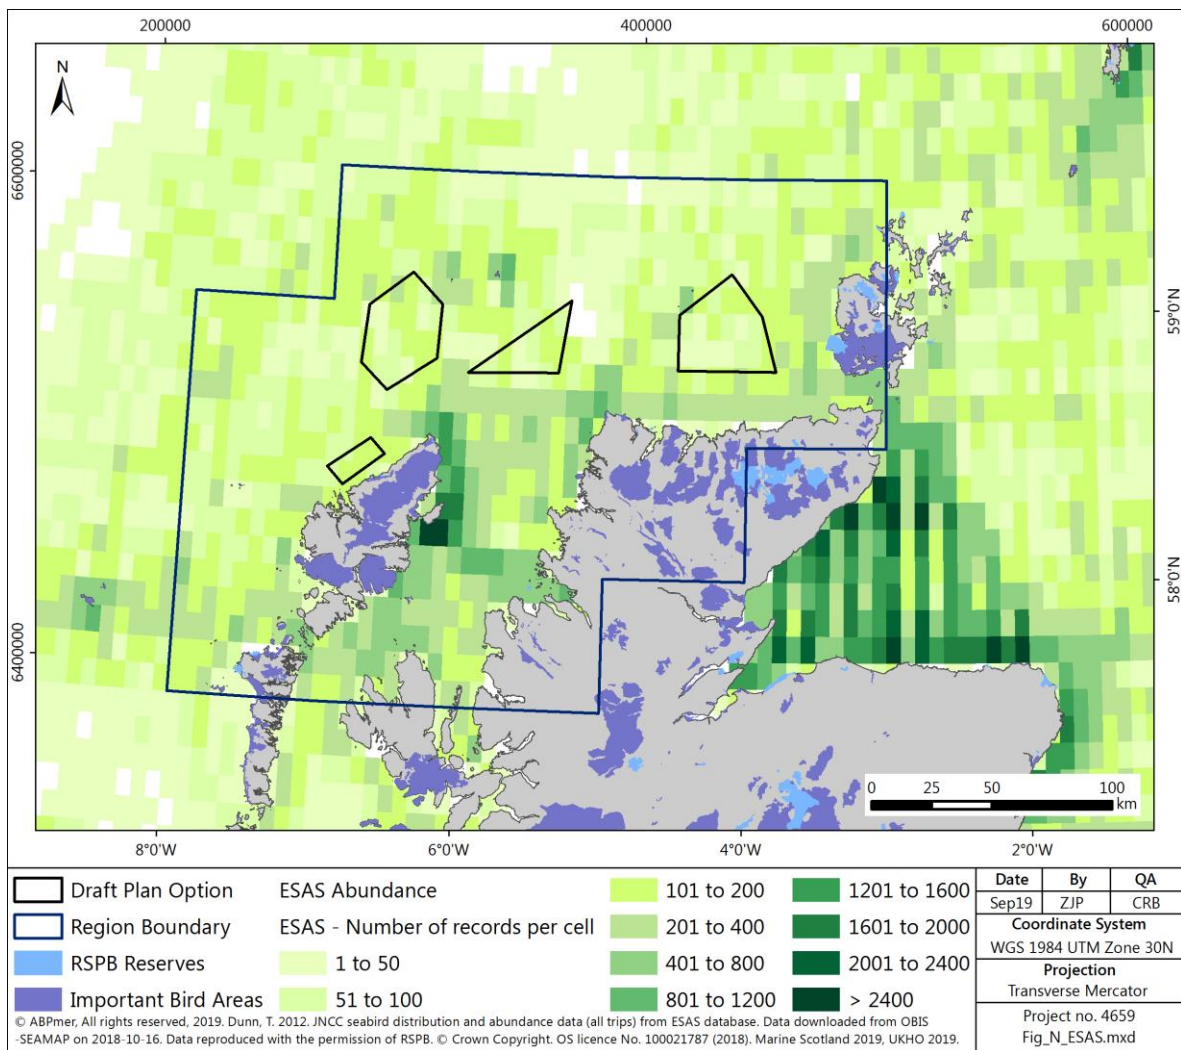 200000 400000 600000
N
6600000
6400000
59°0'N
58°0'N
0 25 50 100
km
8°0'W 6°0'W 4°0'W 2°0'W
Draft Plan Option
Region Boundary
RSPB Reserves
Important Bird Areas
ESAS Abundance
ESAS - Number of records per cell
1 to 50
51 to 100
101 to 200
201 to 400
401 to 800
801 to 1200
1201 to 1600
1601 to 2000
2001 to 2400
> 2400
Date By QA
Sep19 ZJP CRB
Coordinate System
WGS 1984 UTM Zone 30N
Projection
Transverse Mercator
Project no. 4659
Fig_N_ESAS.mxd
© ABPmer, All rights reserved, 2019. Dunn, T. 2012. JNCC seabird distribution and abundance data (all trips) from ESAS database. Data downloaded from OBIS
-SEAMAP on 2018-10-16. Data reproduced with the permission of RSPB. © Crown Copyright. OS licence No. 100021787 (2018). Marine Scotland 2019, UKHO 2019.